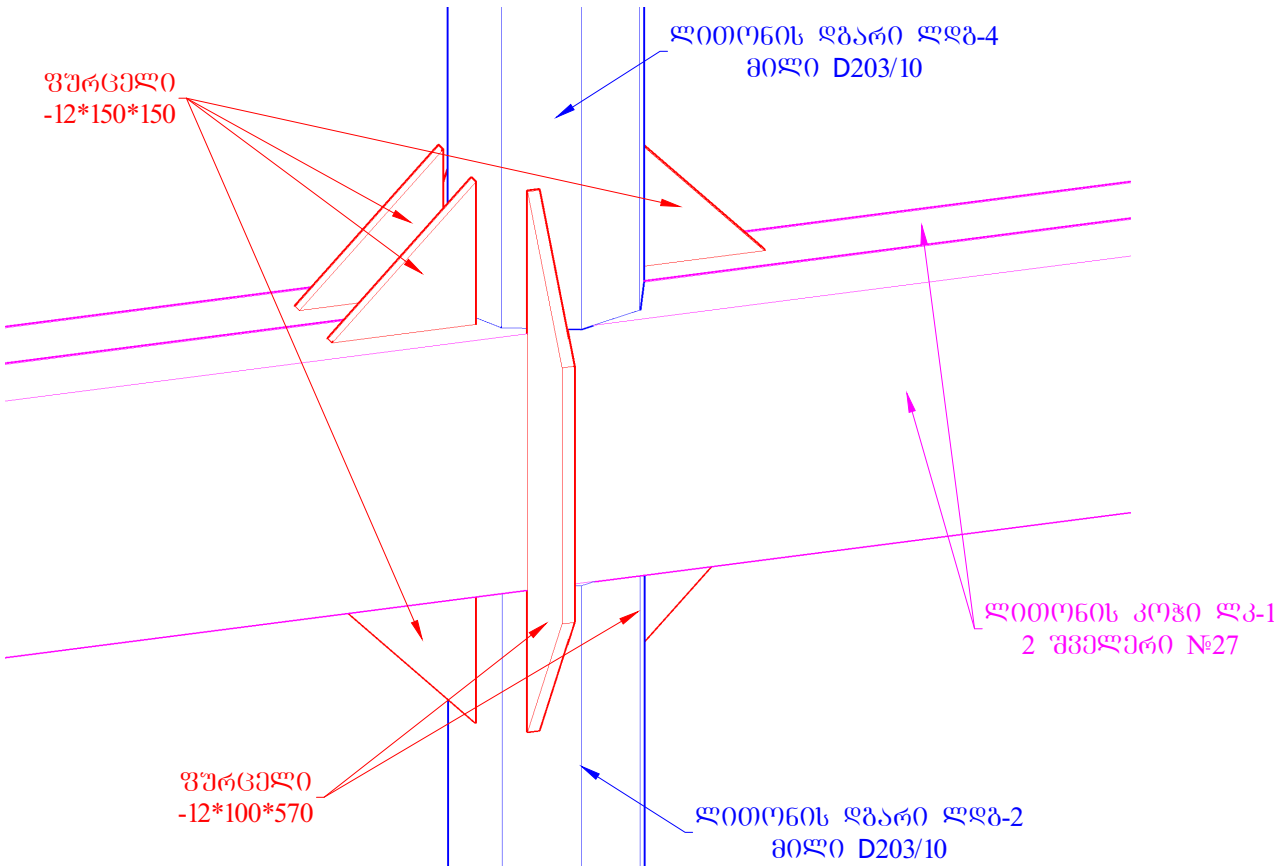 ლითონის დგარი ლდგ-4
მილი D203/10
ფურცელი
-12*150*150
ლითონის კოჭი ლკ-1
2 შველერი №27
ფურცელი
-12*100*570
ლითონის დგარი ლდგ-2
მილი D203/10